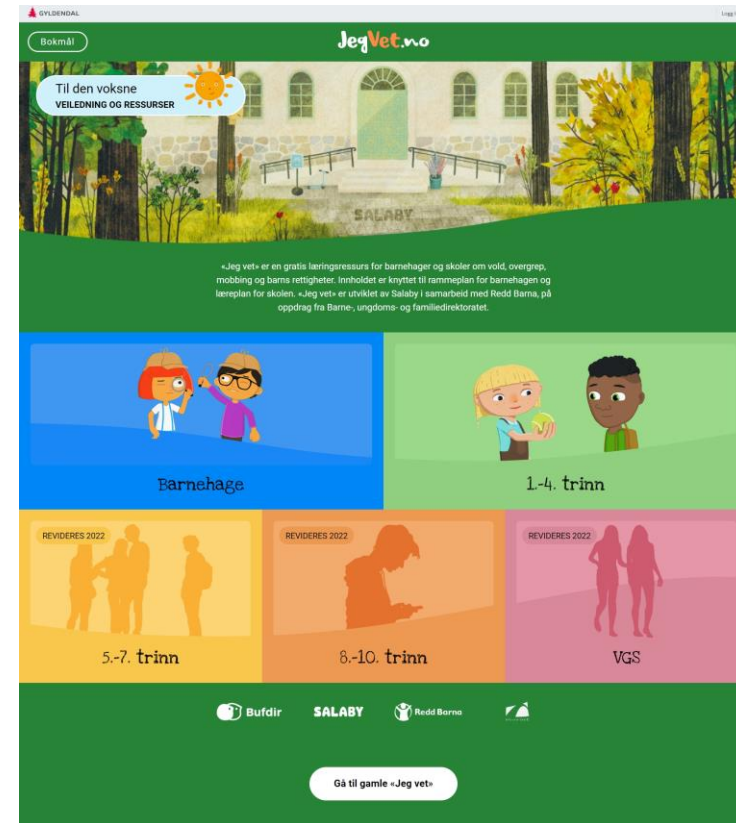 GYLDENDAL
Logg
Bokmål
JegVet.no
Til den voksne
VEILEDNING OG RESSURSER
SALABY
«Jeg vet» er en gratis læringsressurs for barnehager og skoler om vold, overgrep,
mobbing og barns rettigheter. Innholdet er knyttet til rammeplan for barnehagen og
læreplan for skolen. «Jeg vet» er utviklet av Salaby i samarbeid med Redd Barna, på
oppdrag fra Barne-, ungdoms- og familiedirektoratet.
Barnehage
1.-4. trinn
REVIDERES 2022
REVIDERES 2022
REVIDERES 2022
5.-7. trinn
8.-10. trinn
VGS
Bufdir
SALABY
Redd Barna
Gå til gamle «Jeg vet»